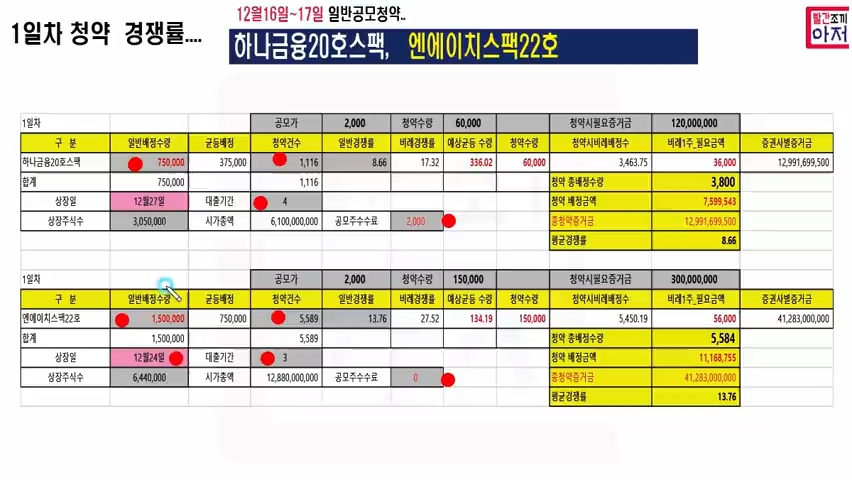 12월16일~17일 일반공모청약..
1일차 청약 경쟁률....
하나금융20호스팩, 엔에이치스팩22호
빨간조끼
아저
1일차 공모가 2,000 청약수량 60,000 청약시필요증거금 120,000,000
구 분 일반배정수량 균등배정 청약건수 일반경쟁률 비례경쟁률 예상균등 수량 청약수량 청약시비례배정수 비례1주_필요금액 증권사별증거금
하나금융20호스팩 750,000 375,000 1,116 8.66 17.32 336.02 60,000 3,463.75 36,000 12,991,699,500
합계 750,000 1,116 청약 총배정수량 3,800
상장일 12월27일 대출기간 4 청약 배정금액 7,599,543
상장주식수 3,050,000 시가총액 6,100,000,000 공모주수수료 2,000 총청약증거금 12,991,699,500
평균경쟁률 8.66
1일차 공모가 2,000 청약수량 150,000 청약시필요증거금 300,000,000
구 분 일반배정수량 균등배정 청약건수 일반경쟁률 비례경쟁률 예상균등 수량 청약수량 청약시비례배정수 비례1주_필요금액 증권사별증거금
엔에이치스팩22호 1,500,000 750,000 5,589 13.76 27.52 134.19 150,000 5,450.19 56,000 41,283,000,000
합계 1,500,000 5,589 청약 총배정수량 5,584
상장일 12월24일 대출기간 3 청약 배정금액 11,168,755
상장주식수 6,440,000 시가총액 12,880,000,000 공모주수수료 0 총청약증거금 41,283,000,000
평균경쟁률 13.76